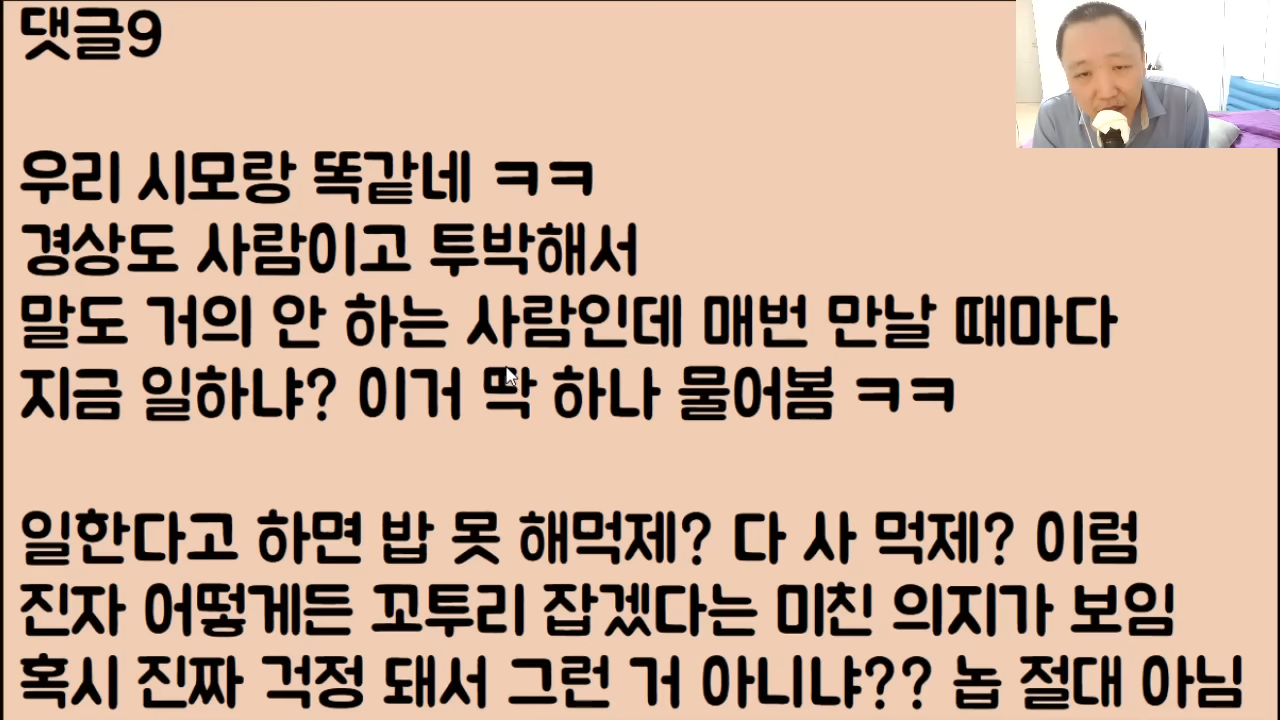 댓글9
우리 시모랑 똑같네 ㅋㅋ
경상도 사람이고 투박해서
말도 거의 안 하는 사람인데 매번 만날 때마다
지금 일하냐? 이거 딱 하나 물어봄 ㅋㅋ
일한다고 하면 밥 못 해먹제? 다 사 먹제? 이럼
진자 어떻게든 꼬투리 잡겠다는 미친 의지가 보임
혹시 진짜 걱정 돼서 그런 거 아니냐?? 놉 절대 아님